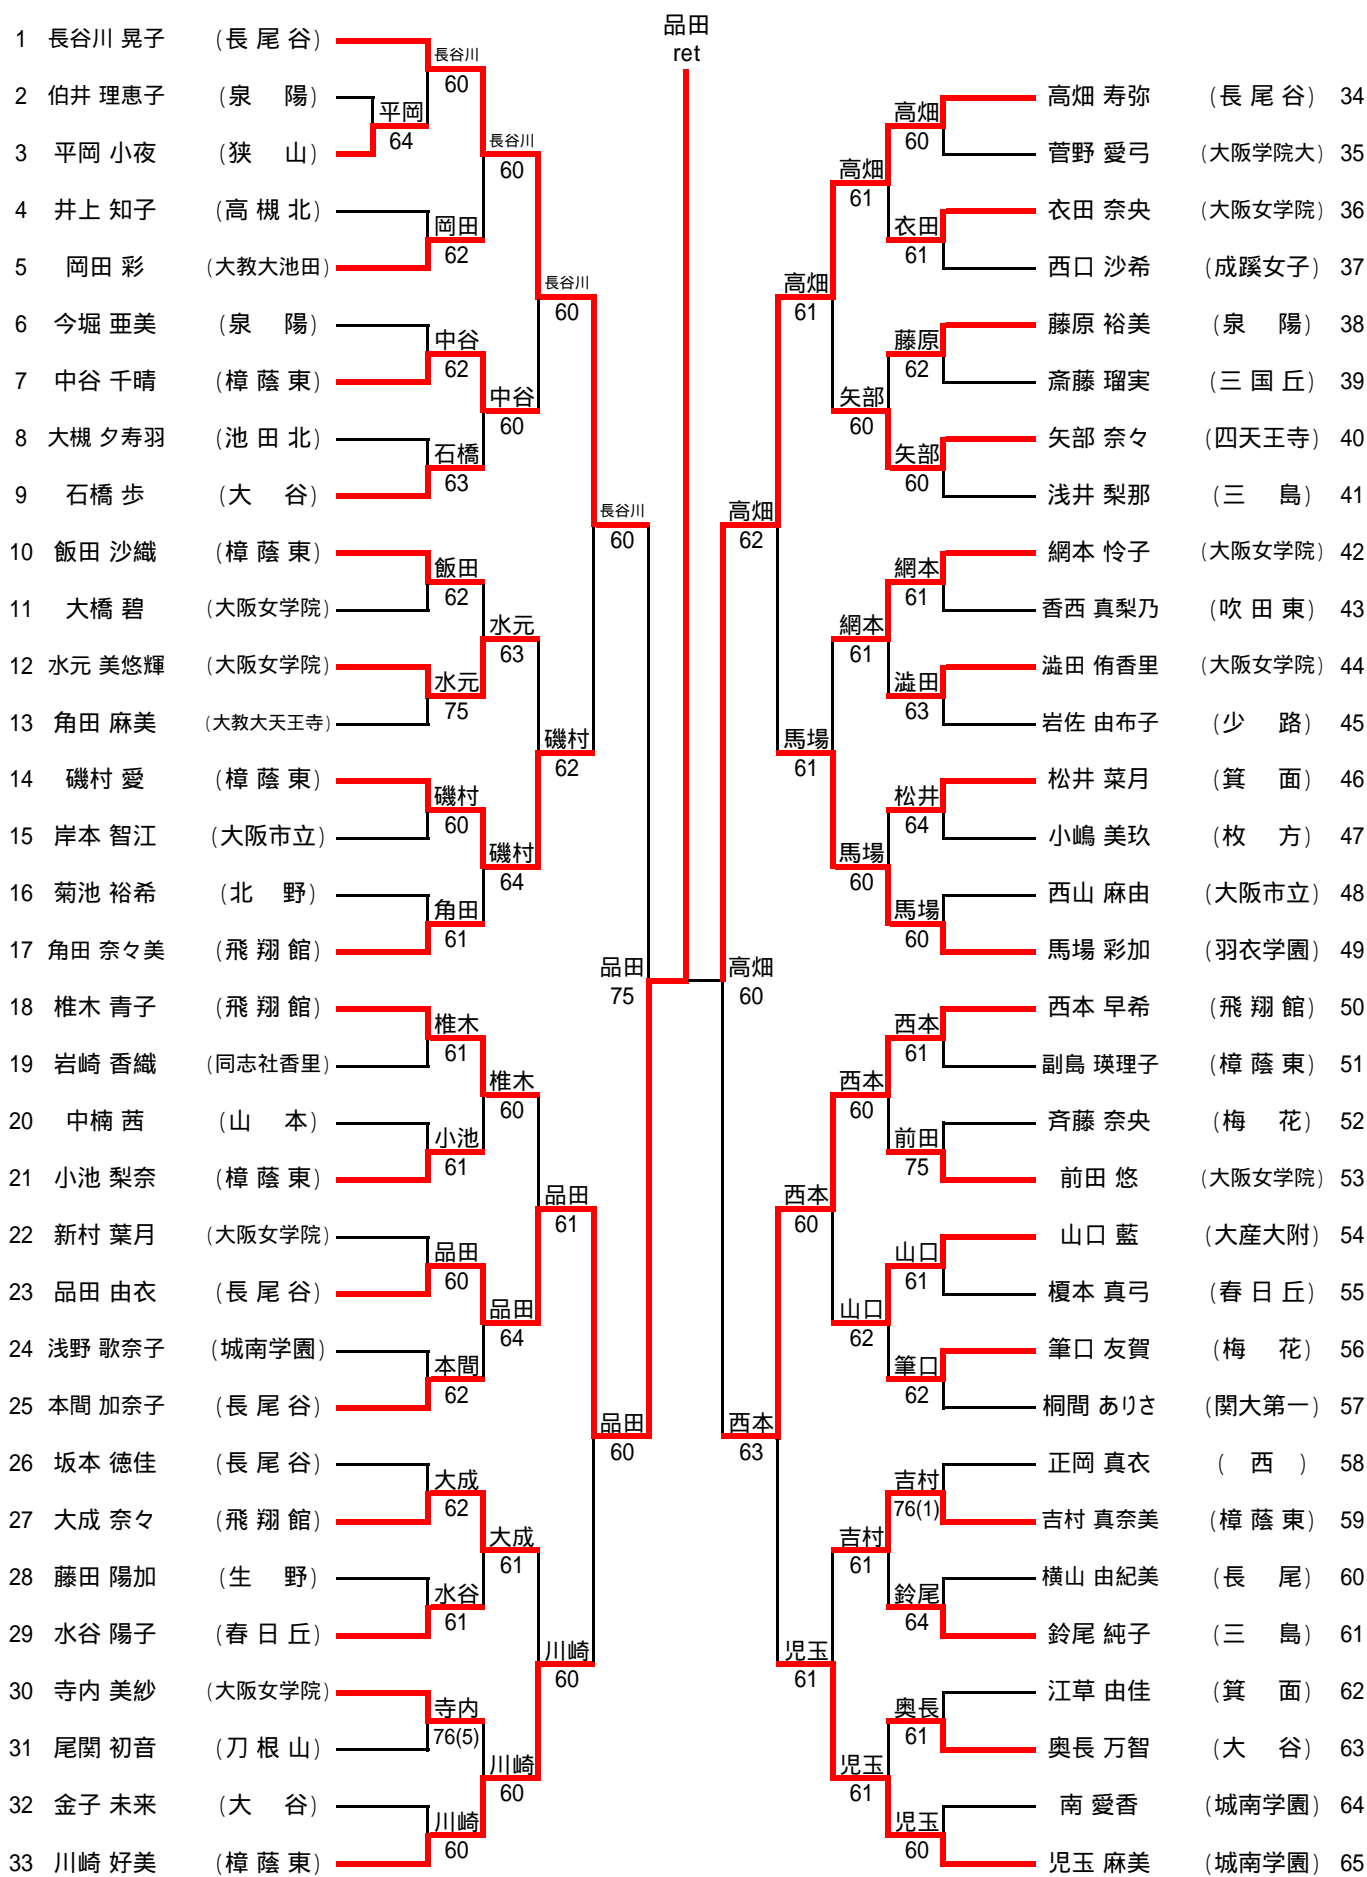 品田
ret
1 長谷川 晃子 (長尾谷)
2 伯井 理恵子 (泉 陽)
3 平岡 小夜 (狭 山)
4 井上 知子 (高槻北)
5 岡田 彩 (大教大池田)
6 今堀 亜美 (泉 陽)
7 中谷 千晴 (樟蔭東)
8 大槻 夕寿羽 (池田北)
9 石橋 歩 (大 谷)
10 飯田 沙織 (樟蔭東)
11 大橋 碧 (大阪女学院)
12 水元 美悠輝 (大阪女学院)
13 角田 麻美 (大教大天王寺)
14 磯村 愛 (樟蔭東)
15 岸本 智江 (大阪市立)
16 菊池 裕希 (北 野)
17 角田 奈々美 (飛翔館)
18 椎木 青子 (飛翔館)
19 岩崎 香織 (同志社香里)
20 中楠 茜 (山 本)
21 小池 梨奈 (樟蔭東)
22 新村 葉月 (大阪女学院)
23 品田 由衣 (長尾谷)
24 浅野 歌奈子 (城南学園)
25 本間 加奈子 (長尾谷)
26 坂本 徳佳 (長尾谷)
27 大成 奈々 (飛翔館)
28 藤田 陽加 (生 野)
29 水谷 陽子 (春日丘)
30 寺内 美紗 (大阪女学院)
31 尾関 初音 (刀根山)
32 金子 未来 (大 谷)
33 川崎 好美 (樟蔭東)
平岡
64
長谷川
60
岡田
62
中谷
62
石橋
63
飯田
62
水元
75
磯村
60
角田
61
椎木
61
小池
61
品田
60
本間
62
大成
62
水谷
61
寺内
76(5)
川崎
60
長谷川
60
中谷
60
水元
63
磯村
64
椎木
60
品田
64
大成
61
川崎
60
長谷川
60
磯村
62
品田
61
川崎
60
長谷川
60
品田
60
品田
75
高畑
60
高畑
62
西本
63
高畑
61
馬場
61
西本
60
児玉
61
高畑
61
矢部
60
網本
61
馬場
60
西本
60
山口
62
吉村
61
児玉
61
高畑
60
衣田
61
藤原
62
矢部
60
網本
61
澁田
63
松井
64
馬場
60
西本
61
前田
75
山口
61
筆口
62
吉村
76(1)
鈴尾
64
奥長
61
児玉
60
高畑 寿弥 (長尾谷) 34
菅野 愛弓 (大阪学院大) 35
衣田 奈央 (大阪女学院) 36
西口 沙希 (成蹊女子) 37
藤原 裕美 (泉 陽) 38
斎藤 瑠実 (三国丘) 39
矢部 奈々 (四天王寺) 40
浅井 梨那 (三 島) 41
網本 怜子 (大阪女学院) 42
香西 真梨乃 (吹田東) 43
澁田 侑香里 (大阪女学院) 44
岩佐 由布子 (少 路) 45
松井 菜月 (箕 面) 46
小嶋 美玖 (枚 方) 47
西山 麻由 (大阪市立) 48
馬場 彩加 (羽衣学園) 49
西本 早希 (飛翔館) 50
副島 瑛理子 (樟蔭東) 51
斉藤 奈央 (梅 花) 52
前田 悠 (大阪女学院) 53
山口 藍 (大産大附) 54
榎本 真弓 (春日丘) 55
筆口 友賀 (梅 花) 56
桐間 ありさ (関大第一) 57
正岡 真衣 ( 西 ) 58
吉村 真奈美 (樟蔭東) 59
横山 由紀美 (長 尾) 60
鈴尾 純子 (三 島) 61
江草 由佳 (箕 面) 62
奥長 万智 (大 谷) 63
南 愛香 (城南学園) 64
児玉 麻美 (城南学園) 65